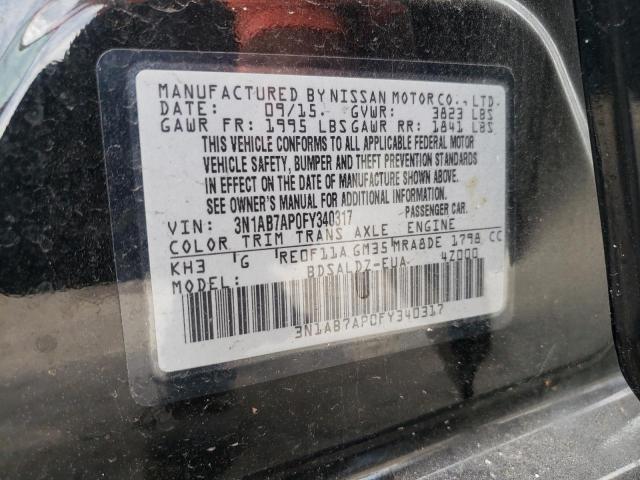 MANUFACTURED BY NISSAN MOTOR CO., LTD.
DATE: 09/15 GVWR: 3823 LBS
GAWR FR: 1995 LBS GAWR RR: 1841 LBS
THIS VEHICLE CONFORMS TO ALL APPLICABLE FEDERAL MOTOR
VEHICLE SAFETY, BUMPER AND THEFT PREVENTION STANDARDS
IN EFFECT ON THE DATE OF MANUFACTURE SHOWN ABOVE.
SEE OWNER'S MANUAL FOR ADDITIONAL INFORMATION.
VIN: 3N1AB7AP0FY340317 PASSENGER CAR.
COLOR TRIM TRANS AXLE ENGINE
KH3 G RE0F11A GM35 MRA8DE 1798 CC
MODEL: BDSALDZ-EUA 4Z000
3N1AB7AP0FY340317